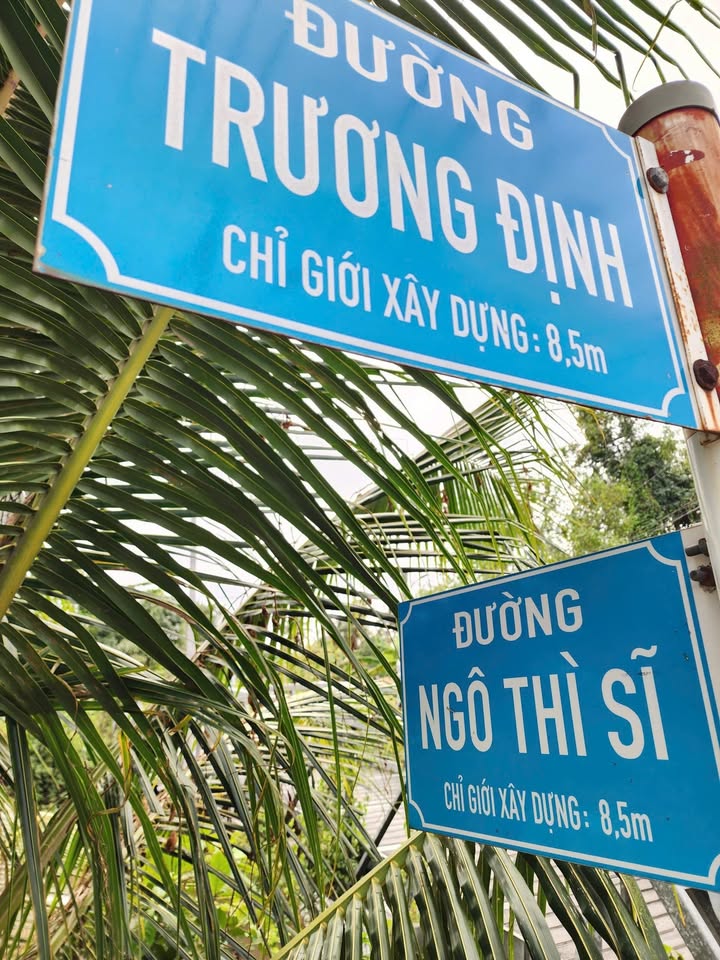 ĐƯỜNG
TRƯƠNG ĐỊNH
CHỈ GIỚI XÂY DỰNG: 8,5m
ĐƯỜNG
NGÔ THÌ SĨ
CHỈ GIỚI XÂY DỰNG: 8,5m